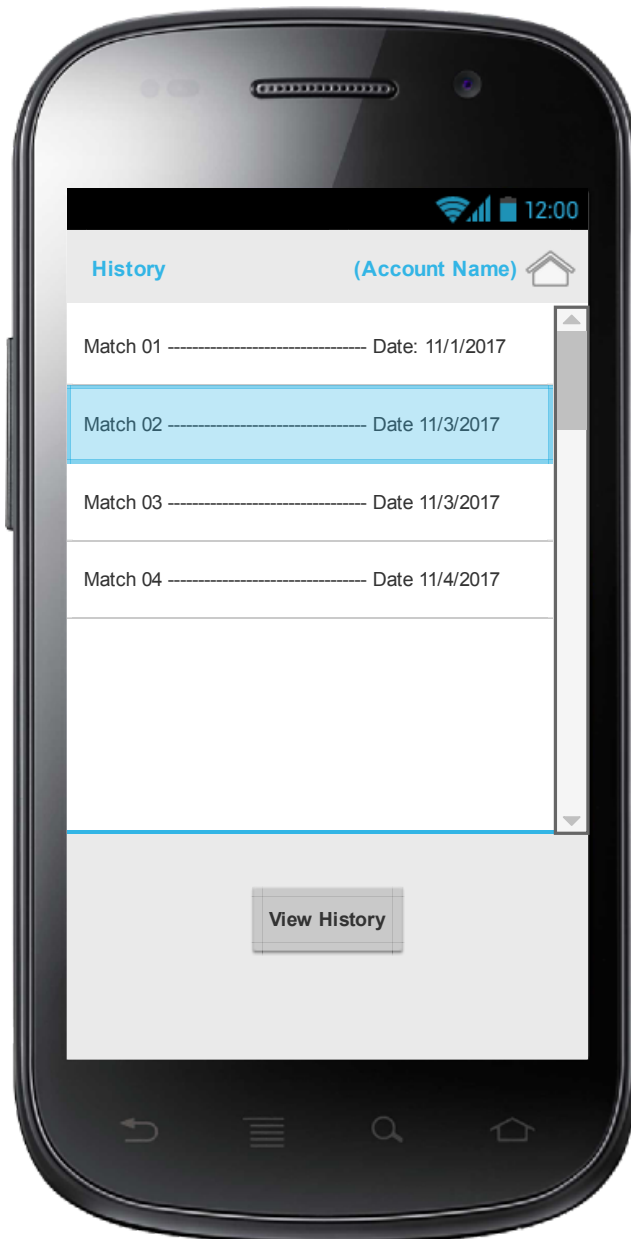 12:00
History (Account Name)
Match 01 --------------------------------- Date: 11/1/2017
Match 02 --------------------------------- Date 11/3/2017
Match 03 --------------------------------- Date 11/3/2017
Match 04 --------------------------------- Date 11/4/2017
View History